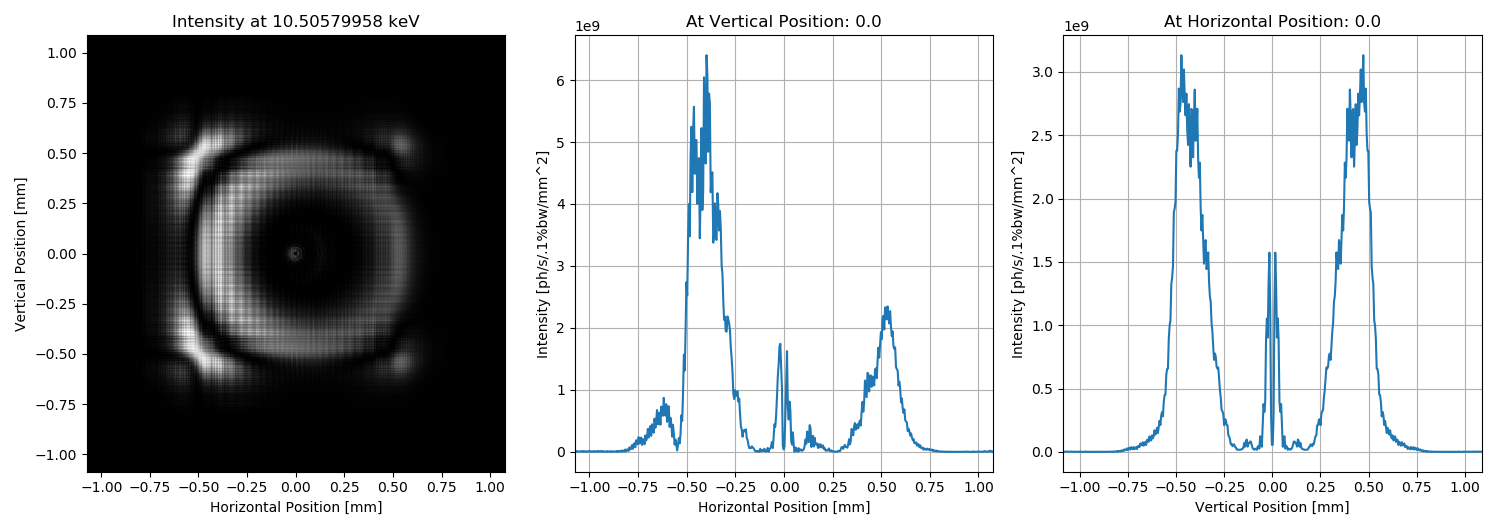 Intensity at 10.50579958 keV
Vertical Position [mm]
1.00
0.75
0.50
0.25
0.00
−0.25
−0.50
−0.75
−1.00
−1.00 −0.75 −0.50 −0.25 0.00 0.25 0.50 0.75 1.00
Horizontal Position [mm]
At Vertical Position: 0.0
1e9
Intensity [ph/s/.1%bw/mm^2]
6
5
4
3
2
1
0
−1.00 −0.75 −0.50 −0.25 0.00 0.25 0.50 0.75 1.00
Horizontal Position [mm]
At Horizontal Position: 0.0
1e9
Intensity [ph/s/.1%bw/mm^2]
3.0
2.5
2.0
1.5
1.0
0.5
0.0
−1.00 −0.75 −0.50 −0.25 0.00 0.25 0.50 0.75 1.00
Vertical Position [mm]